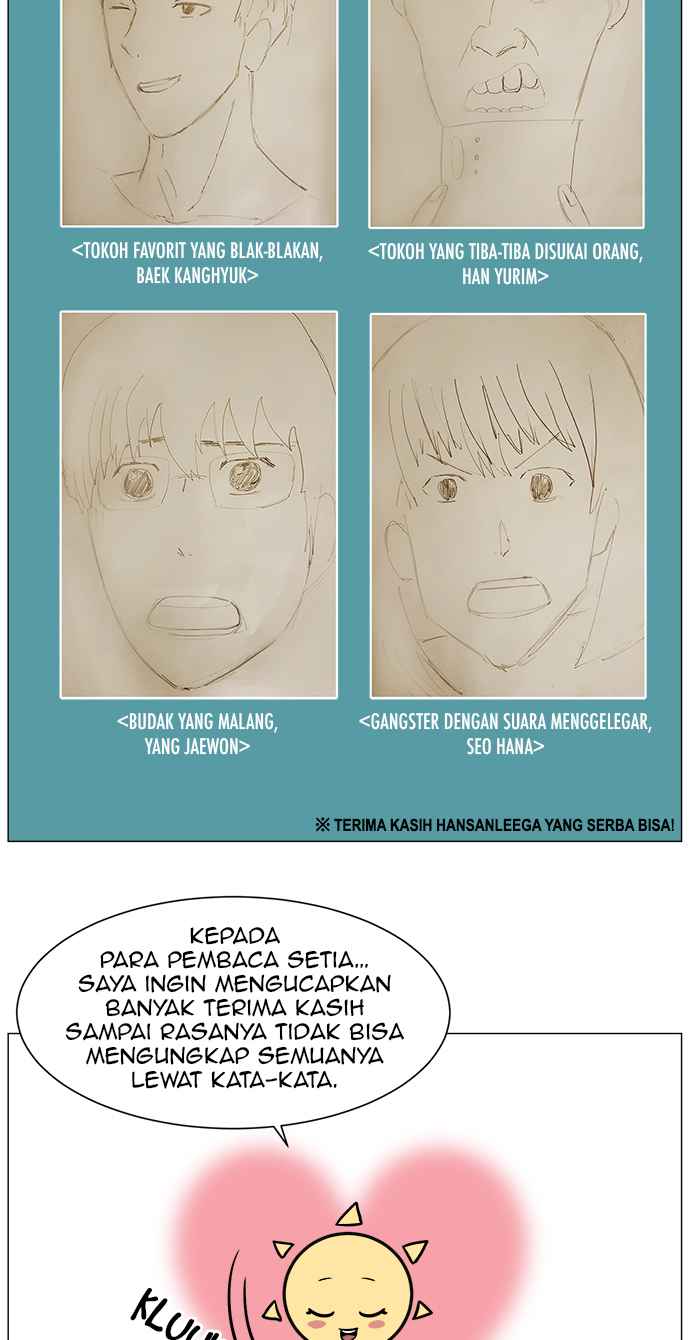 <TOKOH FAVORIT YANG BLAK-BLAKAN,
BAEK KANGHYUK>
<TOKOH YANG TIBA-TIBA DISUKAI ORANG,
HAN YURIM>
<BUDAK YANG MALANG,
YANG JAEWON>
<GANGSTER DENGAN SUARA MENGGELEGAR,
SEO HANA>
※ TERIMA KASIH HANSANLEEGA YANG SERBA BISA!
KEPADA
PARA PEMBACA SETIA...
SAYA INGIN MENGUCAPKAN
BANYAK TERIMA KASIH
SAMPAI RASANYA TIDAK BISA
MENGUNGKAP SEMUANYA
LEWAT KATA-KATA.